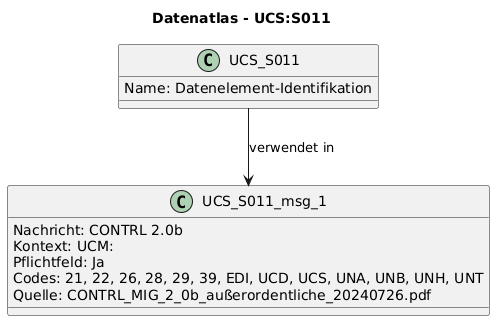 Datenatlas - UCS:S011
C UCS_S011
Name: Datenelement-Identifikation
verwendet in
C UCS_S011_msg_1
Nachricht: CONTRL 2.0b
Kontext: UCM:
Pflichtfeld: Ja
Codes: 21, 22, 26, 28, 29, 39, EDI, UCD, UCS, UNA, UNB, UNH, UNT
Quelle: CONTRL_MIG_2_0b_außerordentliche_20240726.pdf